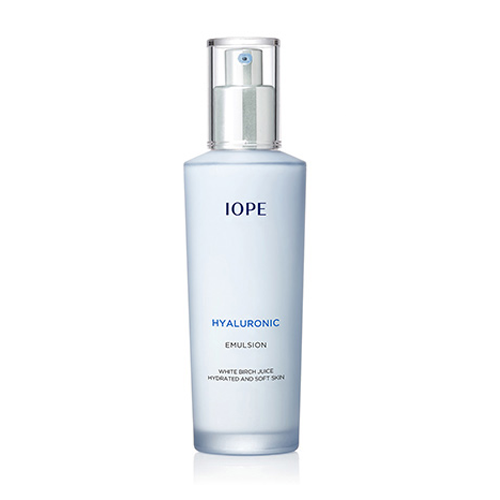 IOPE
HYALURONIC
EMULSION
WHITE BIRCH JUICE
HYDRATED AND SOFT SKIN